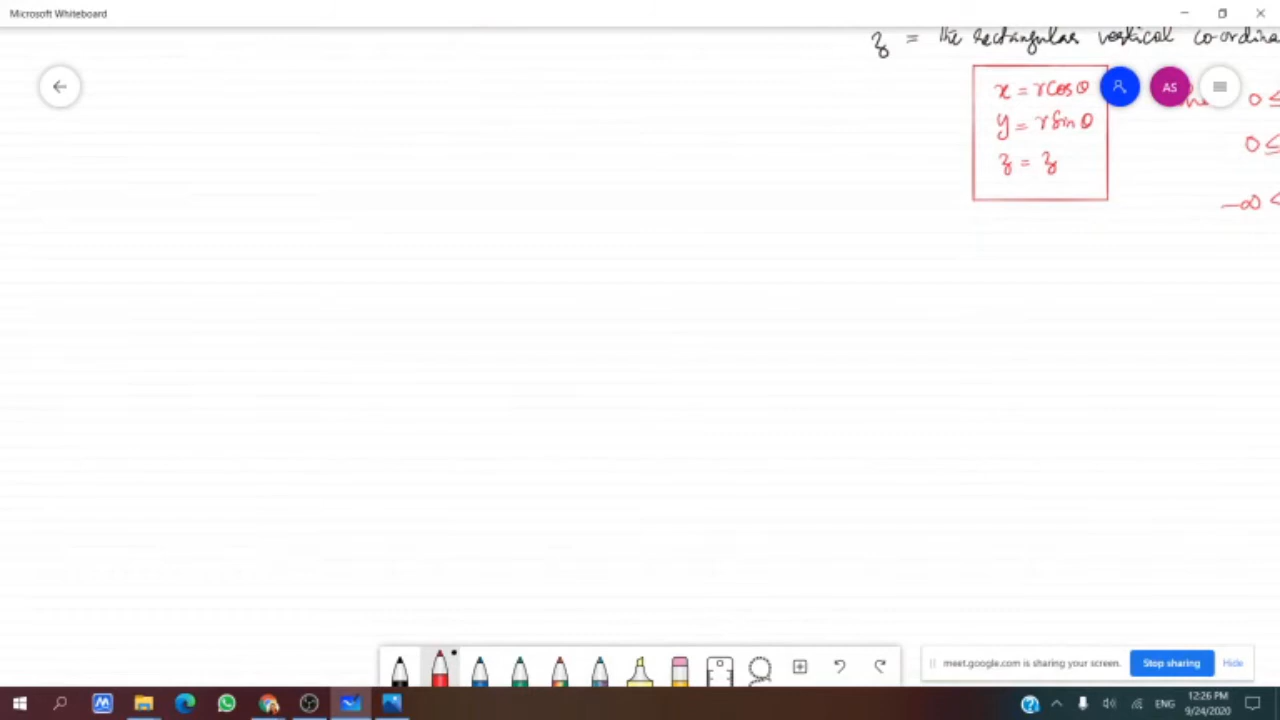 Microsoft Whiteboard
z = the rectangular vertical co-ordina
x = r cos θ
y = r sin θ
z = z
AS
0 ≤
0 ≤
-∞ <
meet.google.com is sharing your screen.
Stop sharing
Hide
ENG
12:26 PM
9/24/2020